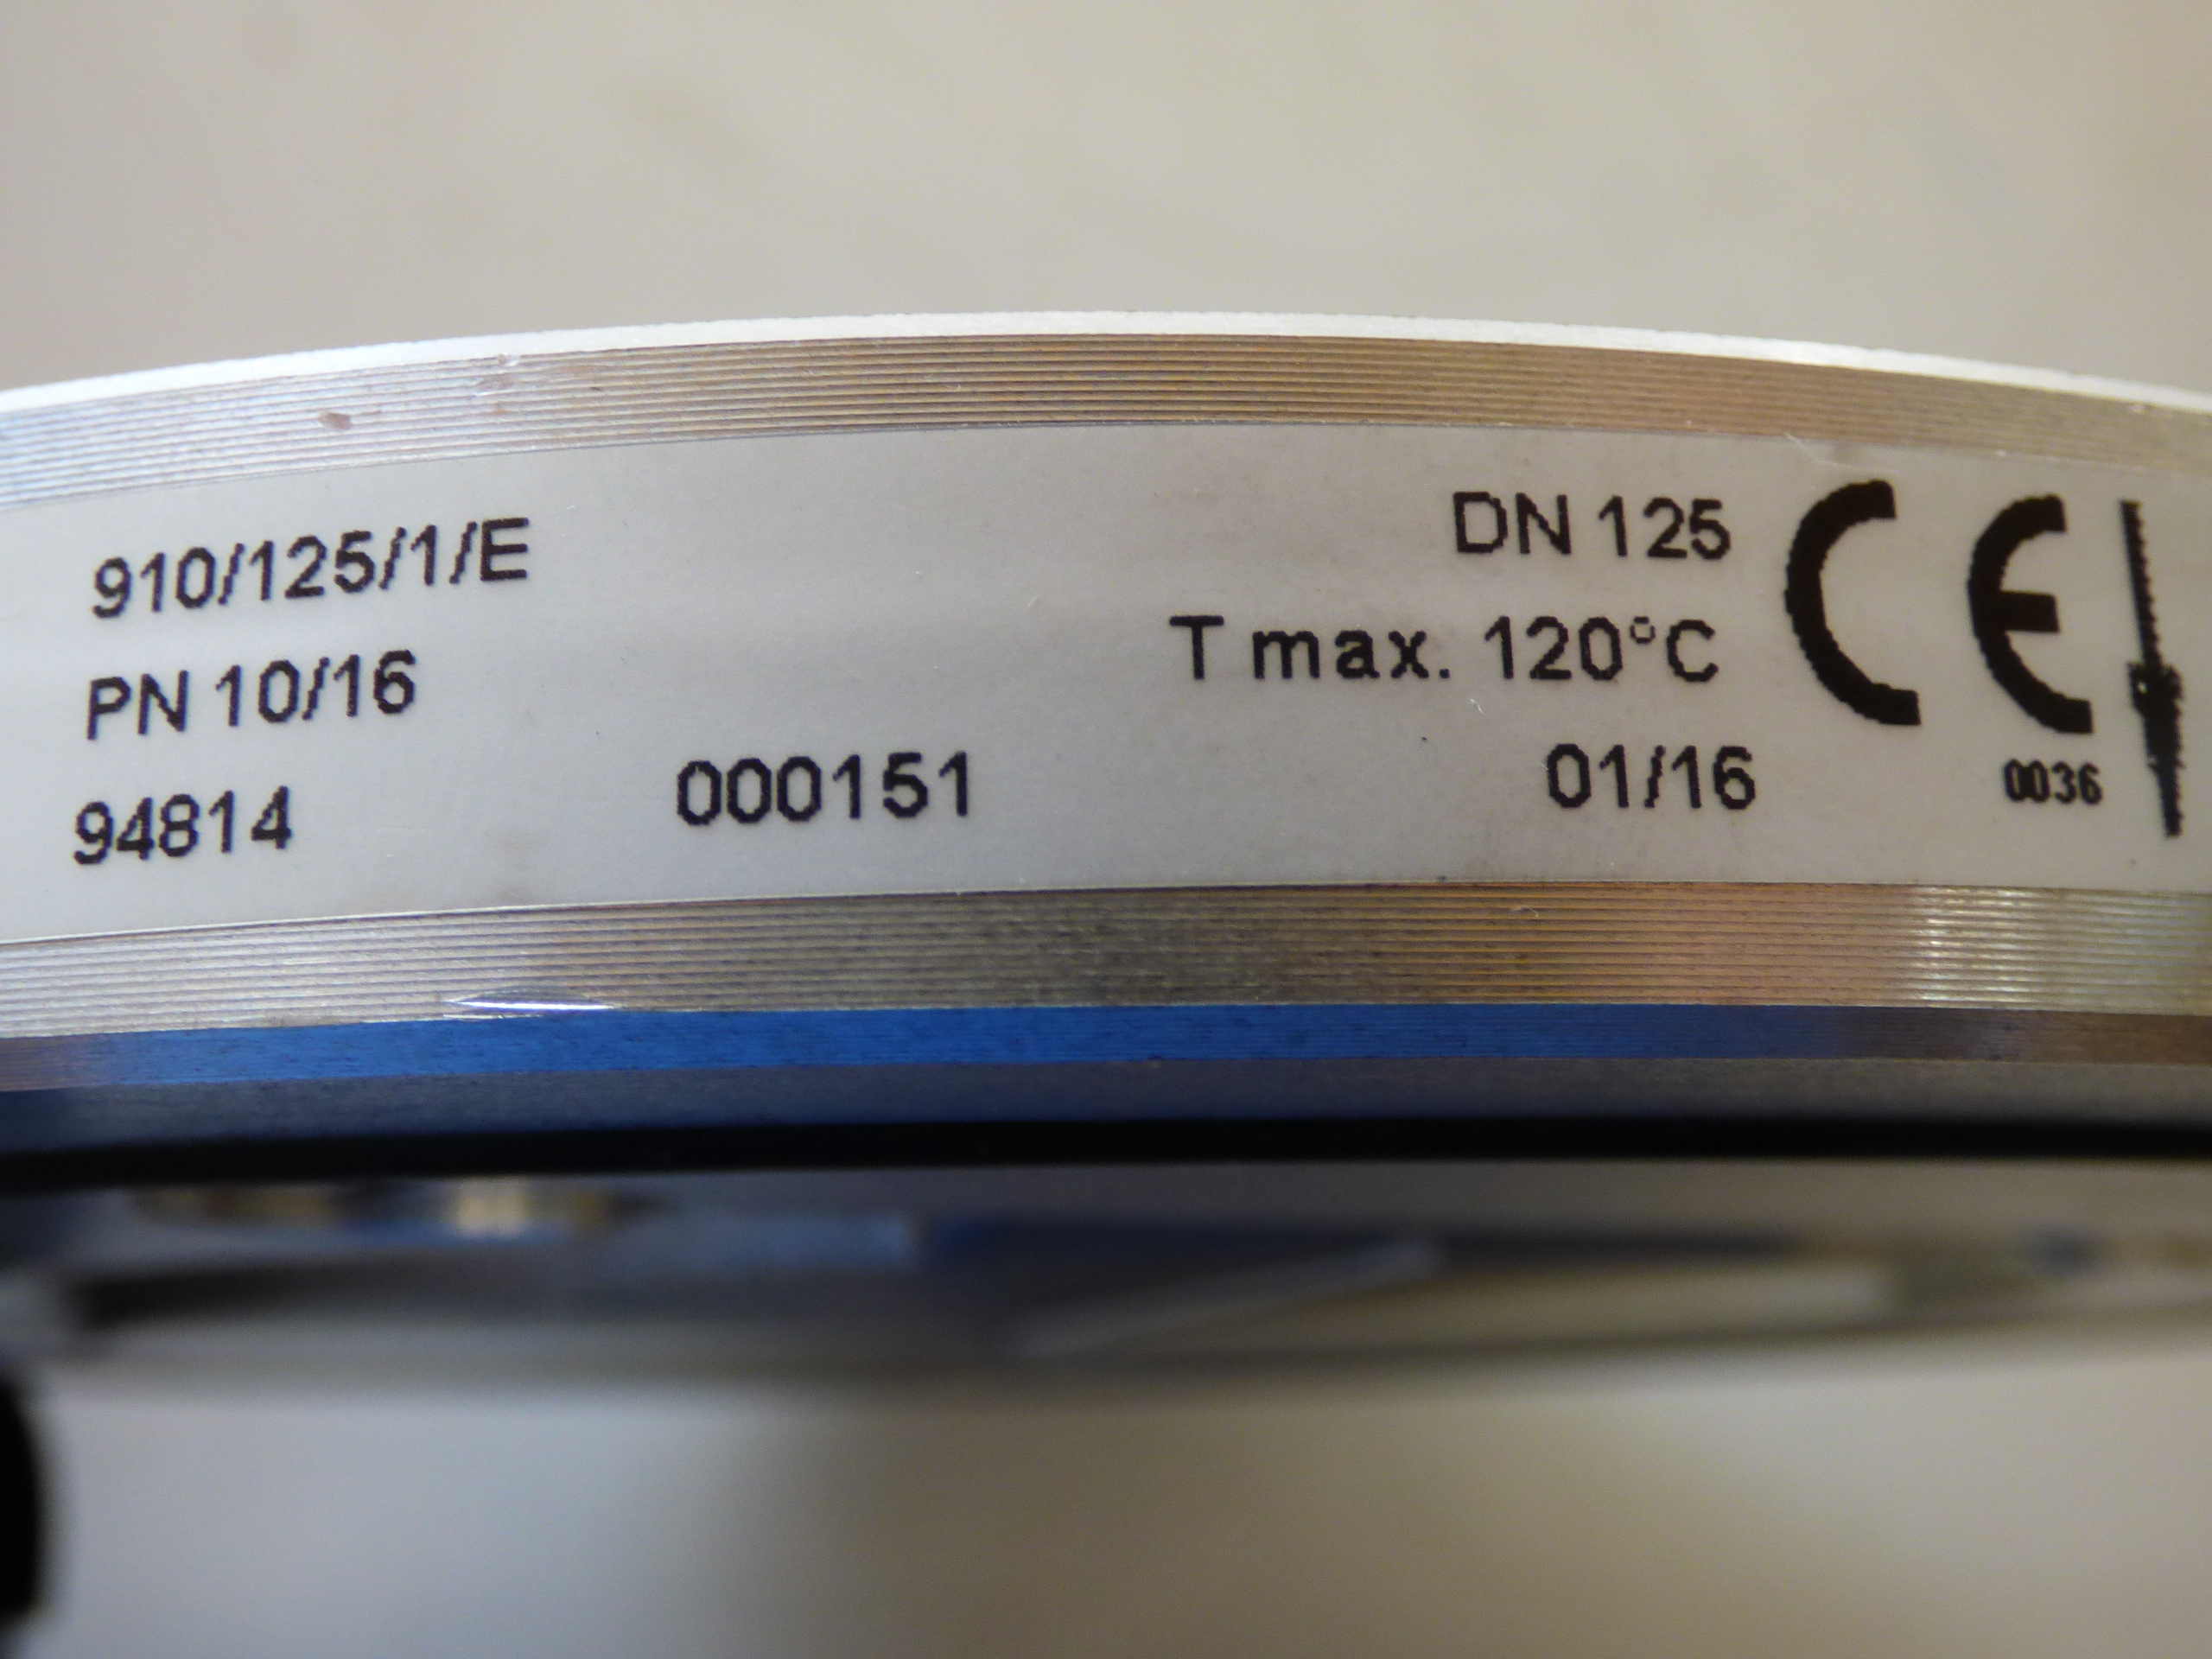 910/125/1/E DN 125 CE
PN 10/16 T max. 120°C
94814 000151 01/16 0036